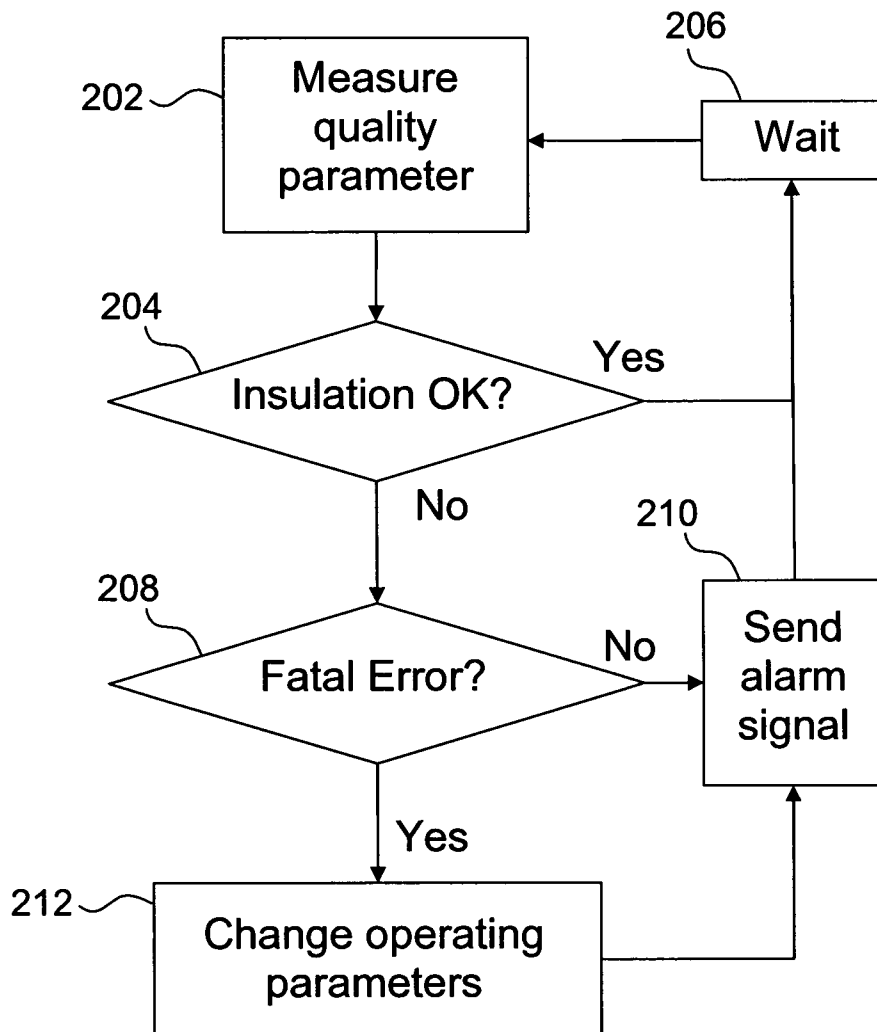 206
202
Measure
quality
parameter
Wait
204
Insulation OK?
Yes
No
210
208
Fatal Error?
No
Send
alarm
signal
Yes
212
Change operating
parameters